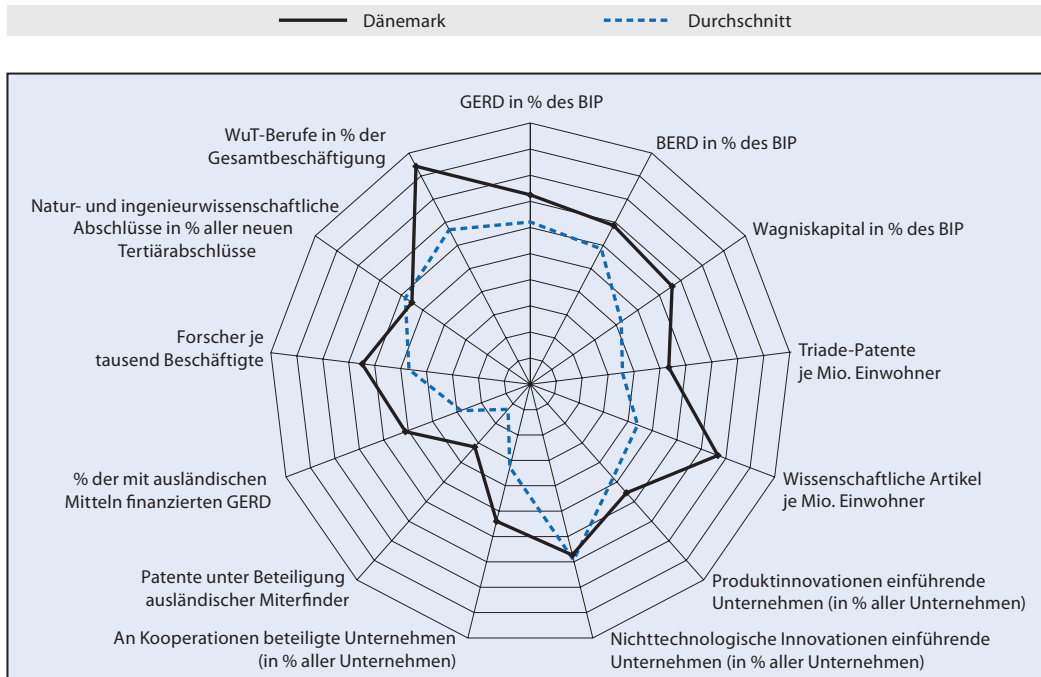 Dänemark
Durchschnitt
GERD in % des BIP
BERD in % des BIP
Wagniskapital in % des BIP
Triade-Patente
je Mio. Einwohner
Wissenschaftliche Artikel
je Mio. Einwohner
Produktinnovationen einführende
Unternehmen (in % aller Unternehmen)
Nichttechnologische Innovationen einführende
Unternehmen (in % aller Unternehmen)
An Kooperationen beteiligte Unternehmen
(in % aller Unternehmen)
Patente unter Beteiligung
ausländischer Miterfinder
% der mit ausländischen
Mitteln finanzierten GERD
Forscher je
tausend Beschäftigte
Natur- und ingenieurwissenschaftliche
Abschlüsse in % aller neuen
Tertiärabschlüsse
WuT-Berufe in % der
Gesamtbeschäftigung